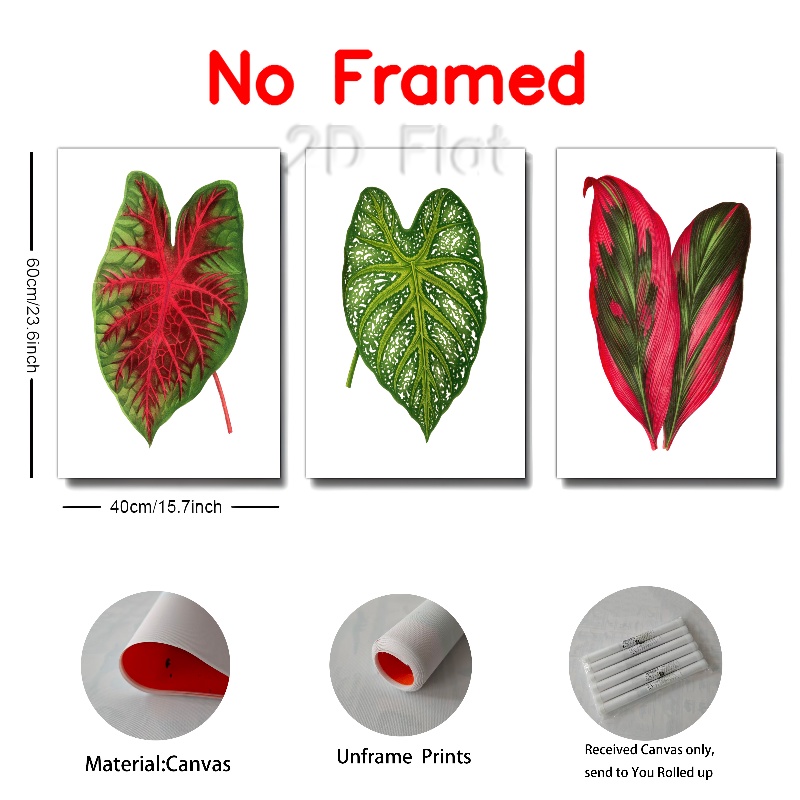 No Framed
2D Flat
60cm/23.6inch
40cm/15.7inch
Material:Canvas
Unframe Prints
Received Canvas only,
send to You Rolled up